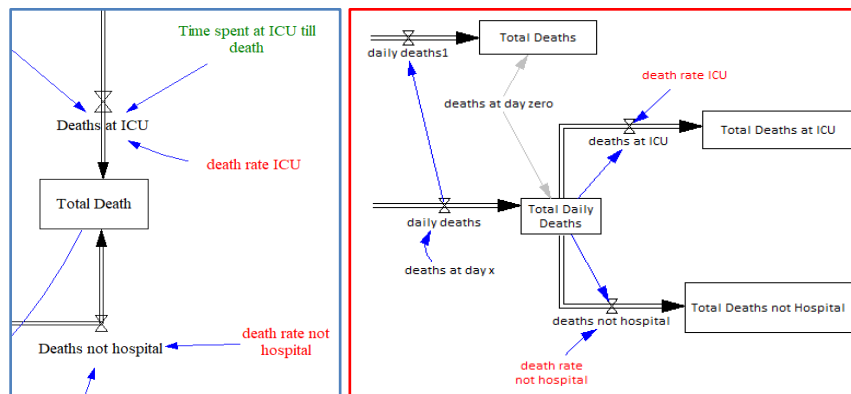 Time spent at ICU till
death
Deaths at ICU
death rate ICU
Total Death
Deaths not hospital
death rate not
hospital
daily deaths1
Total Deaths
deaths at day zero
death rate ICU
deaths at ICU
Total Deaths at ICU
daily deaths
Total Daily
Deaths
deaths at day x
deaths not hospital
Total Deaths not Hospital
death rate
not hospital